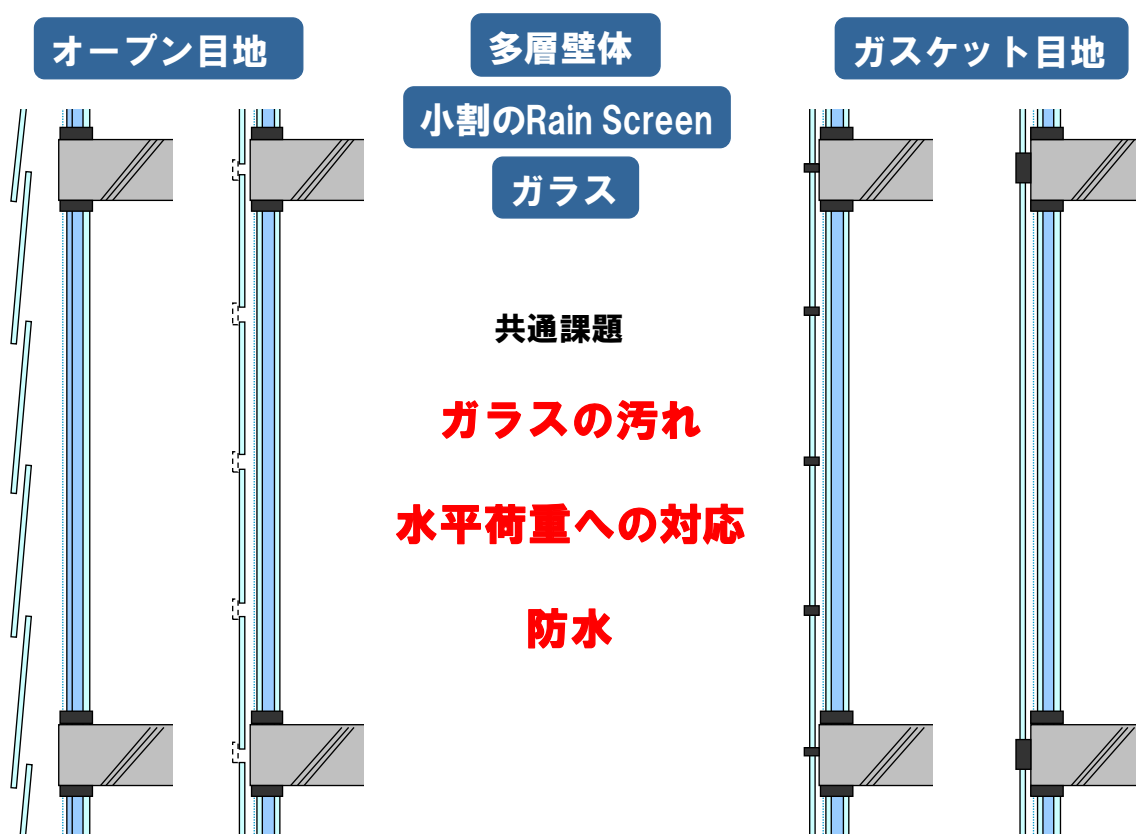 オープン目地
多層壁体
ガスケット目地
小割のRain Screen
ガラス
共通課題
ガラスの汚れ
水平荷重への対応
防水